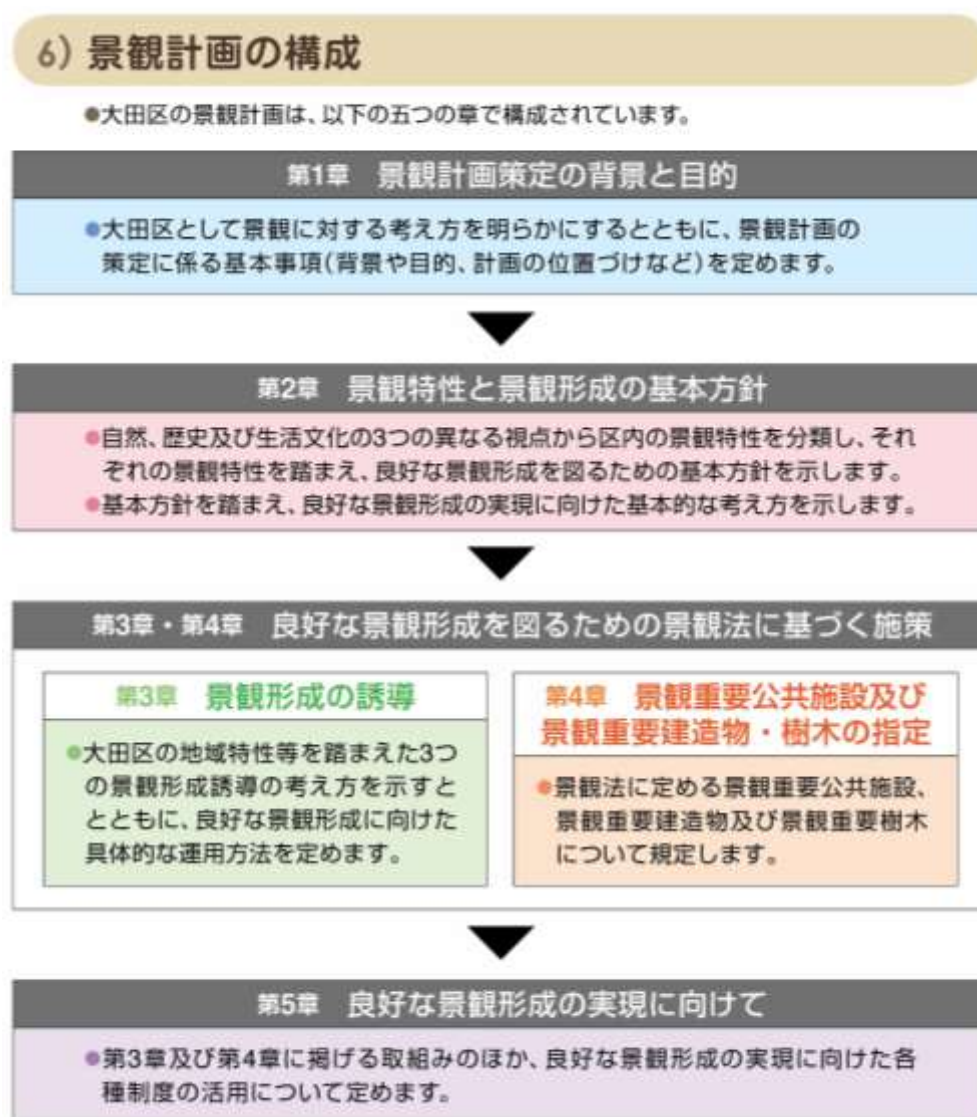 6) 景観計画の構成
●大田区の景観計画は、以下の五つの章で構成されています。
第1章 景観計画策定の背景と目的
●大田区として景観に対する考え方を明らかにするとともに、景観計画の
策定に係る基本事項(背景や目的、計画の位置づけなど)を定めます。
第2章 景観特性と景観形成の基本方針
●自然、歴史及び生活文化の3つの異なる視点から区内の景観特性を分類し、それ
ぞれの景観特性を踏まえ、良好な景観形成を図るための基本方針を示します。
●基本方針を踏まえ、良好な景観形成の実現に向けた基本的な考え方を示します。
第3章・第4章 良好な景観形成を図るための景観法に基づく施策
第3章 景観形成の誘導
●大田区の地域特性等を踏まえた3つ
の景観形成誘導の考え方を示すと
とともに、良好な景観形成に向けた
具体的な運用方法を定めます。
第4章 景観重要公共施設及び
景観重要建造物・樹木の指定
●景観法に定める景観重要公共施設、
景観重要建造物及び景観重要樹木
について規定します。
第5章 良好な景観形成の実現に向けて
●第3章及び第4章に掲げる取組みのほか、良好な景観形成の実現に向けた各
種制度の活用について定めます。